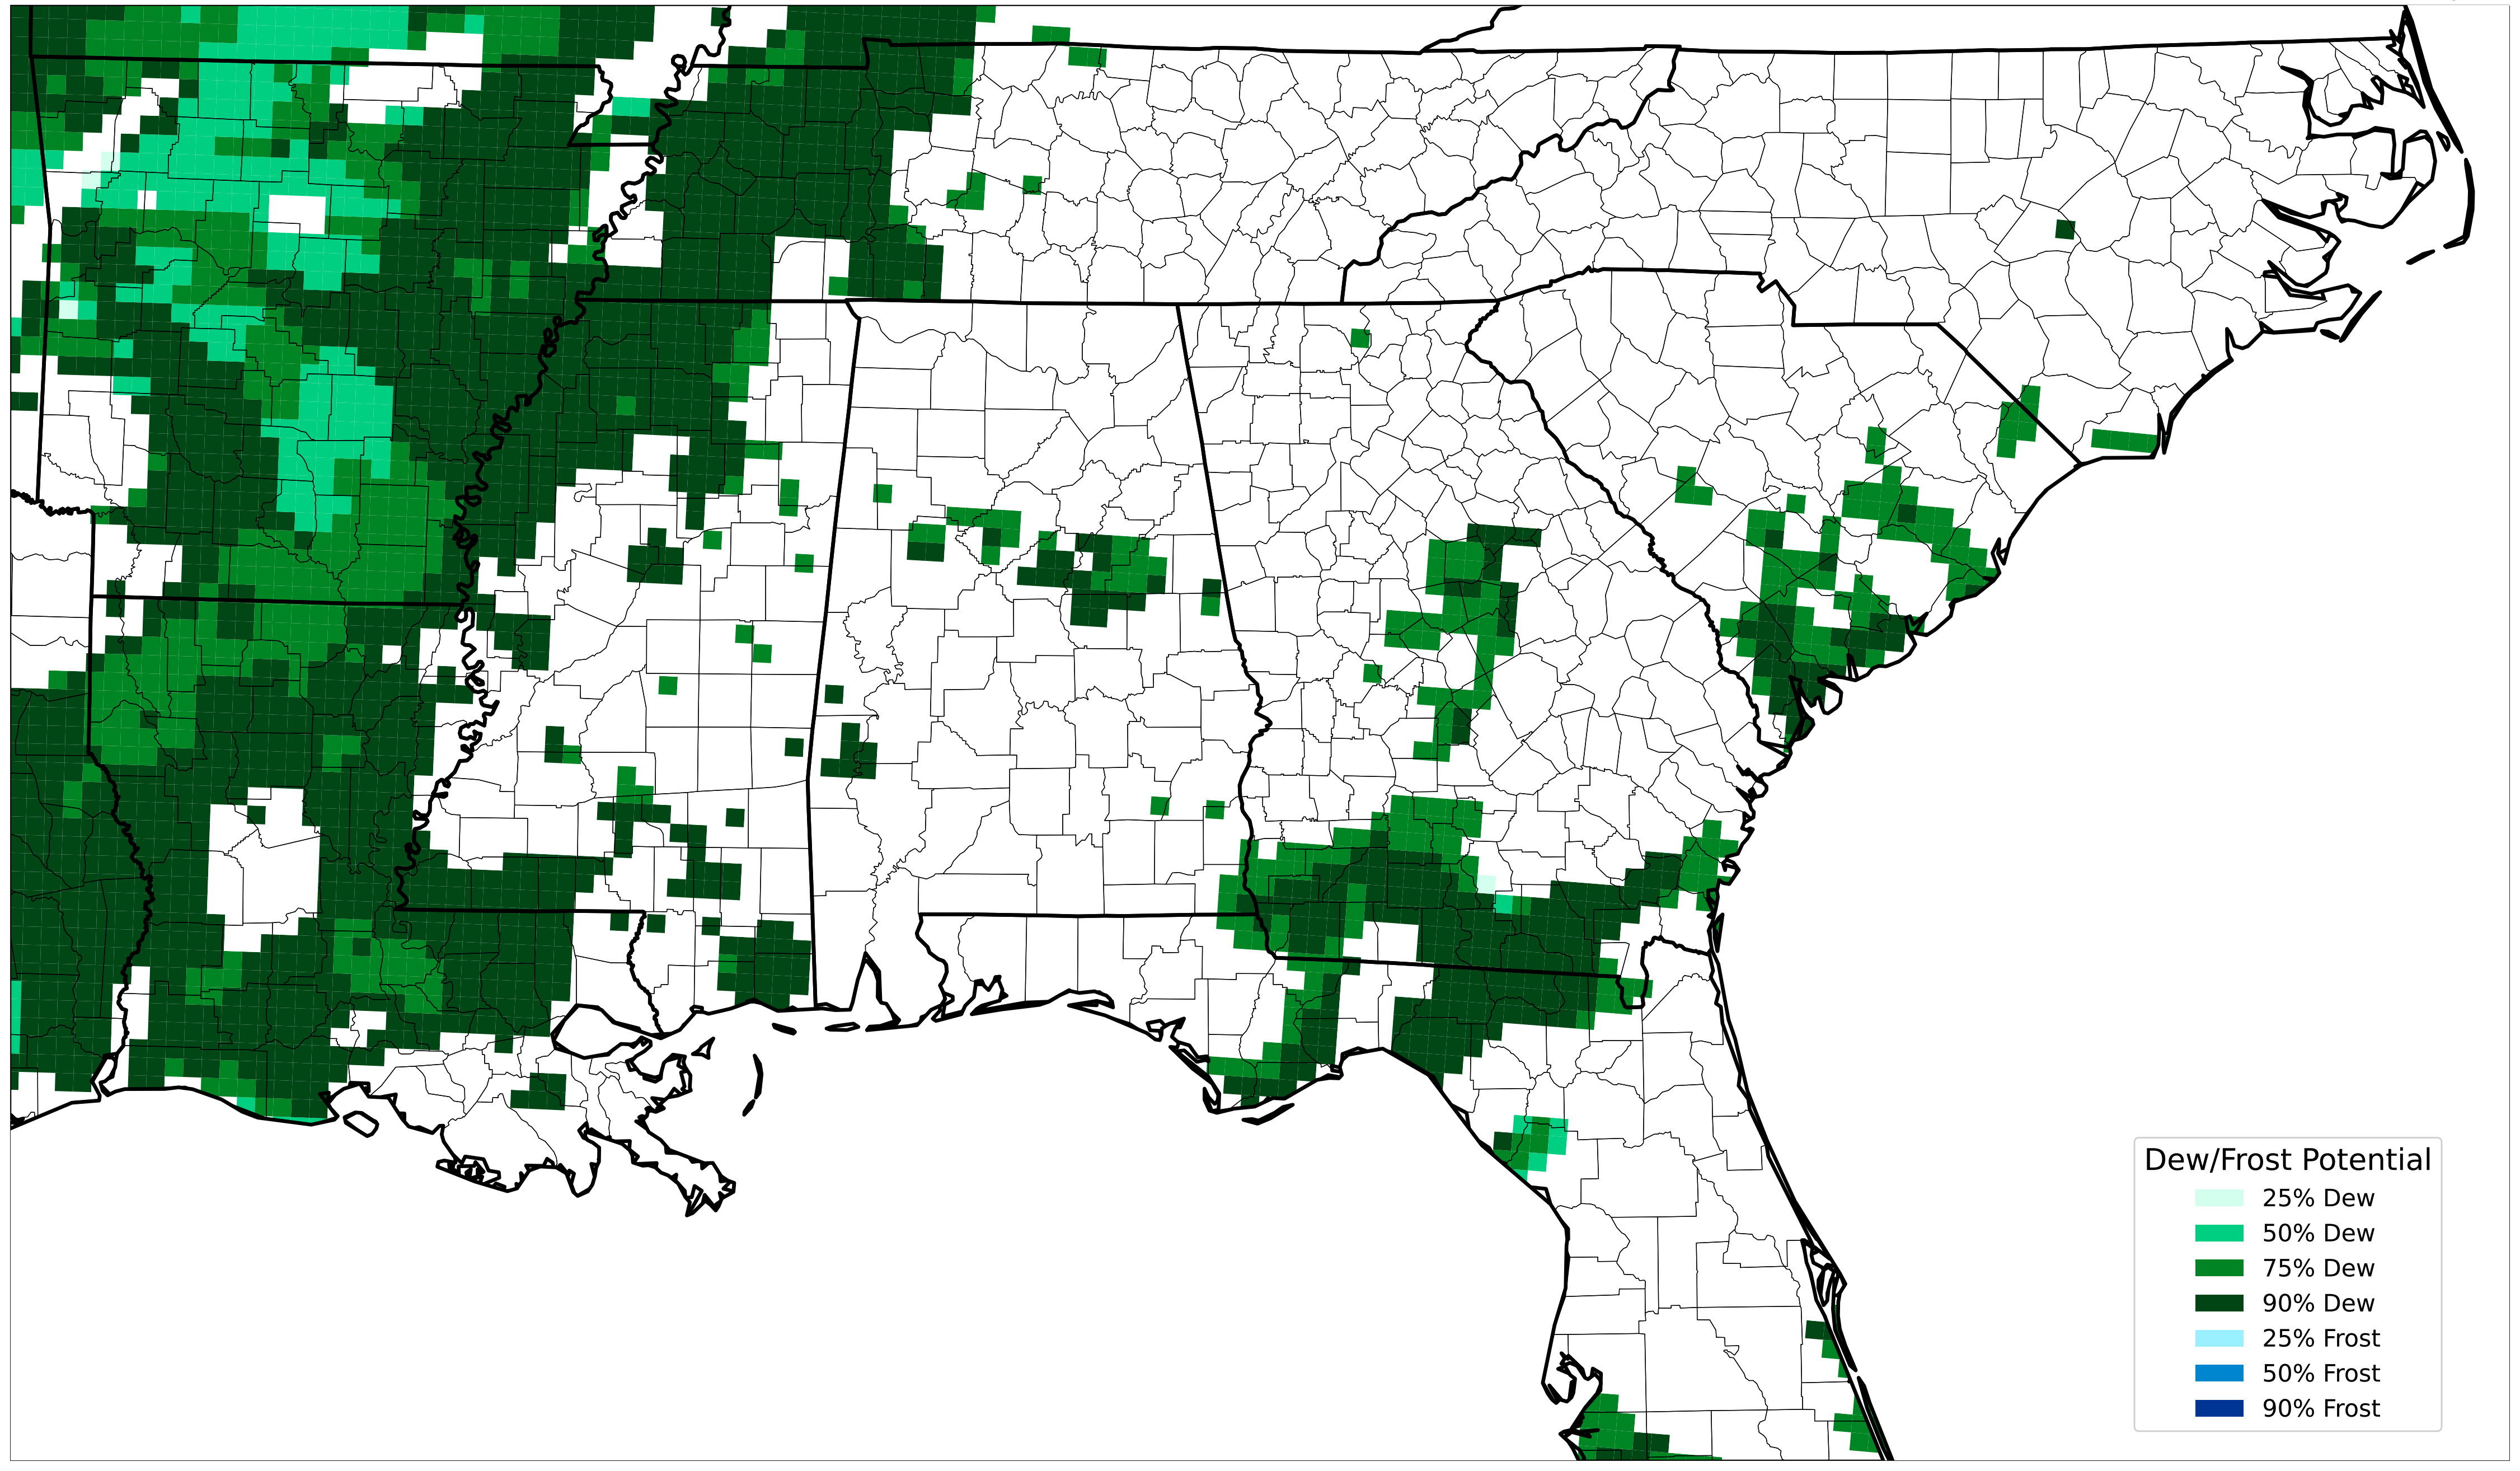 Dew/Frost Potential
25% Dew
50% Dew
75% Dew
90% Dew
25% Frost
50% Frost
90% Frost